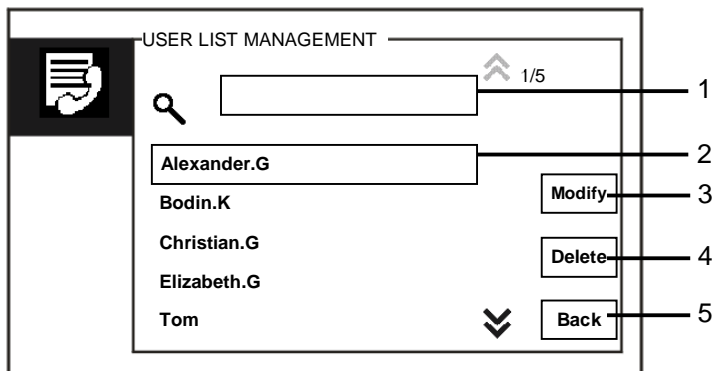 USER LIST MANAGEMENT
1/5
1
Alexander.G
2
Bodin.K
Modify
3
Christian.G
Delete
4
Elizabeth.G
Tom
Back
5